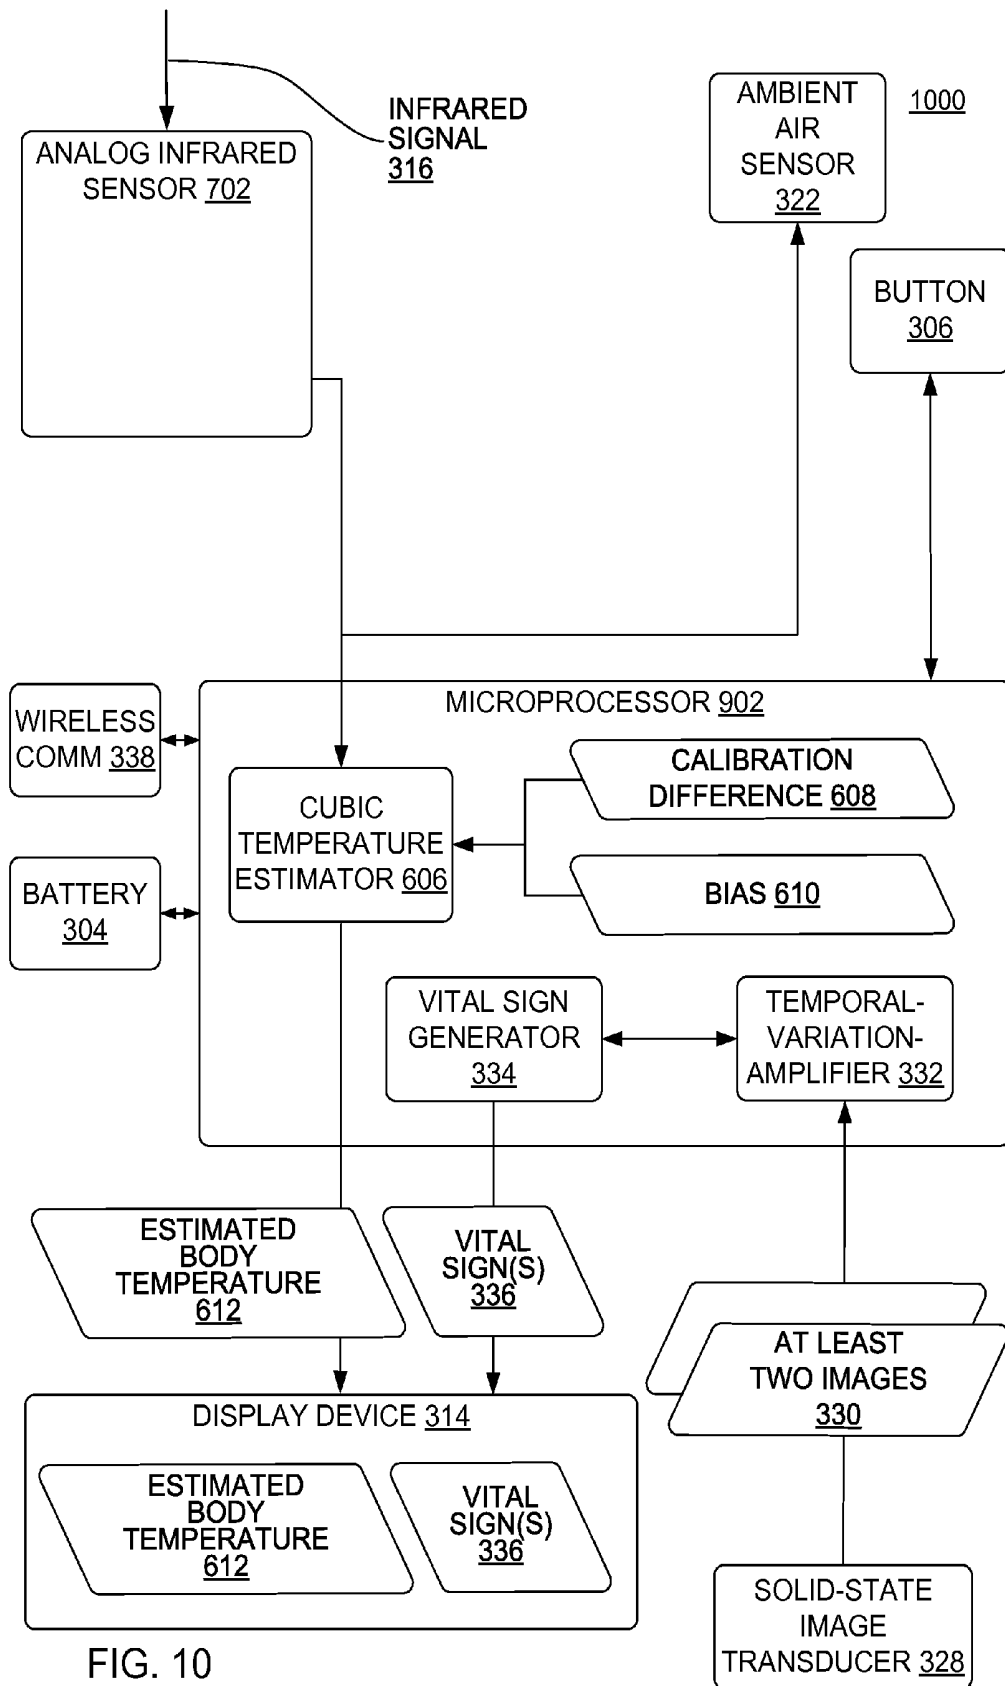 INFRARED
SIGNAL
316
ANALOG INFRARED
SENSOR 702
AMBIENT
AIR
SENSOR
322
1000
BUTTON
306
MICROPROCESSOR 902
WIRELESS
COMM 338
CUBIC
TEMPERATURE
ESTIMATOR 606
CALIBRATION
DIFFERENCE 608
BIAS 610
BATTERY
304
VITAL SIGN
GENERATOR
334
TEMPORAL-
VARIATION-
AMPLIFIER 332
ESTIMATED
BODY
TEMPERATURE
612
VITAL
SIGN(S)
336
AT LEAST
TWO IMAGES
330
DISPLAY DEVICE 314
ESTIMATED
BODY
TEMPERATURE
612
VITAL
SIGN(S)
336
SOLID-STATE
IMAGE
TRANSDUCER 328
FIG. 10